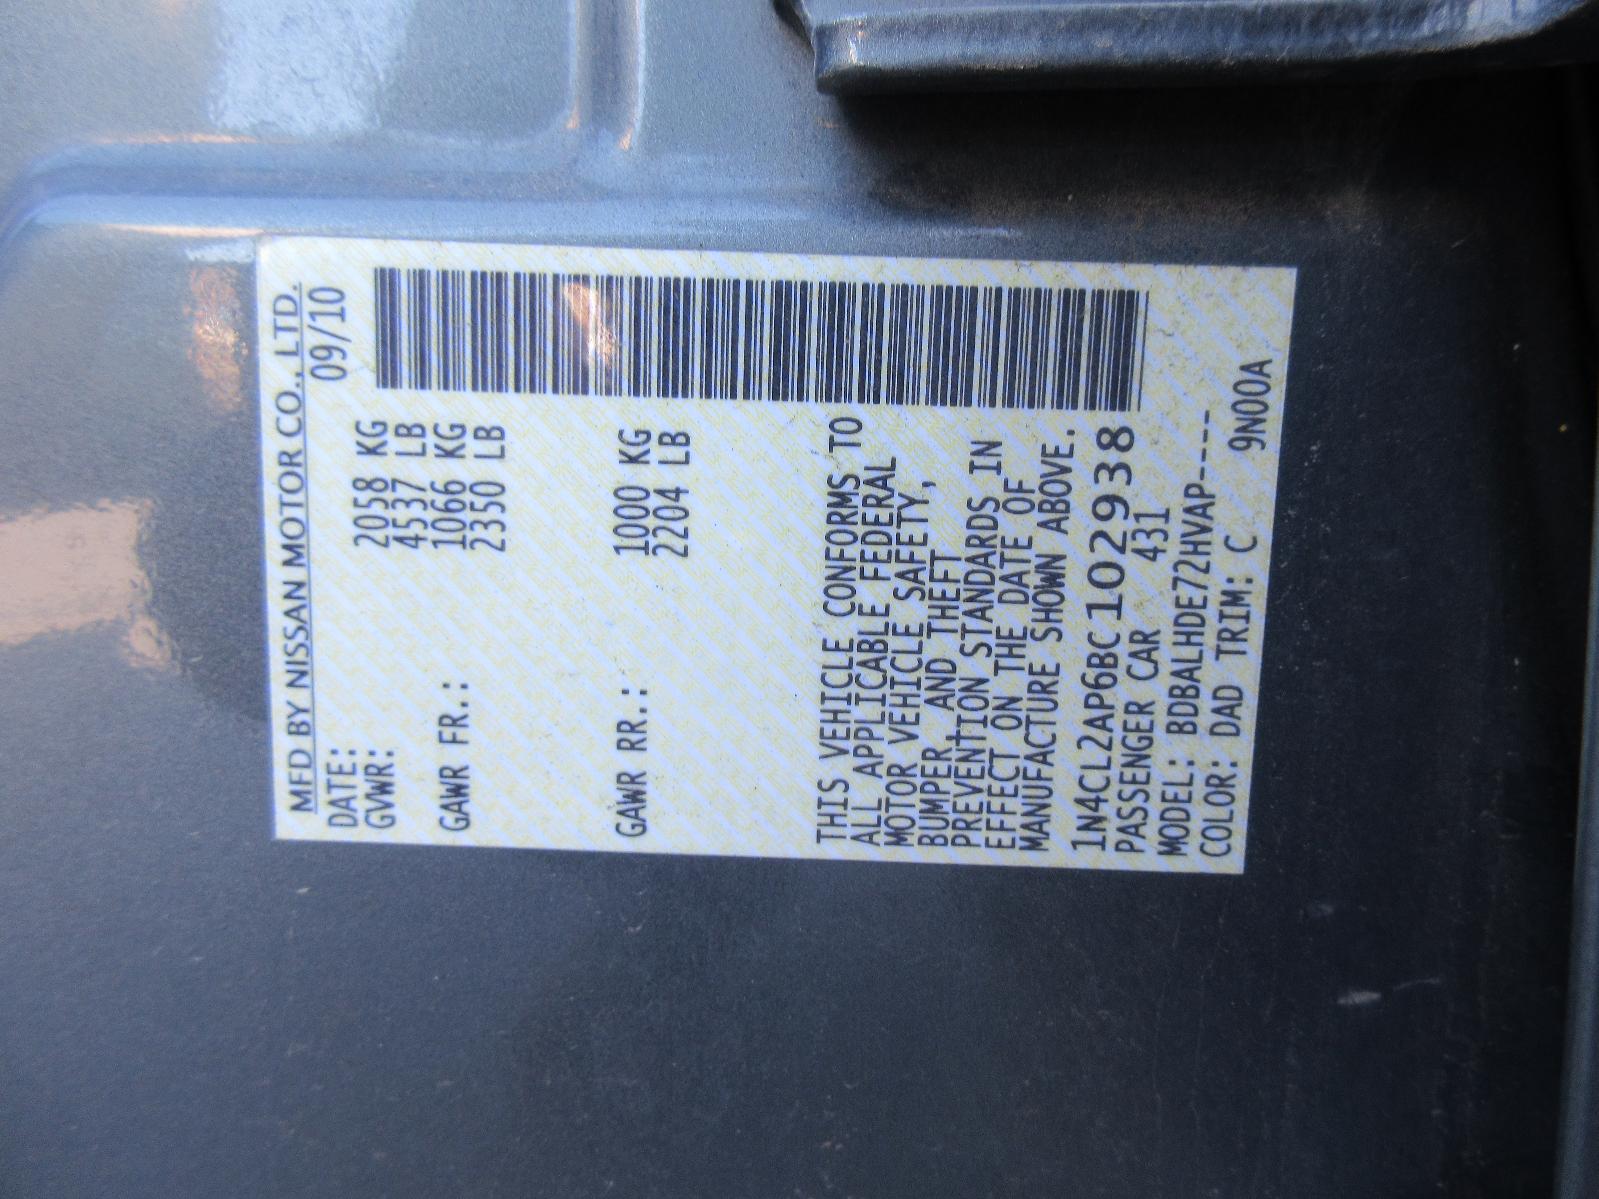 MFD BY NISSAN MOTOR CO., LTD.
DATE: 09/10
GVWR: 2058 KG
4537 LB
GAWR FR.: 1066 KG
2350 LB
GAWR RR.: 1000 KG
2204 LB
THIS VEHICLE CONFORMS TO
ALL APPLICABLE FEDERAL
MOTOR VEHICLE SAFETY,
BUMPER, AND THEFT
PREVENTION STANDARDS IN
EFFECT ON THE DATE OF
MANUFACTURE SHOWN ABOVE.
1N4CL2AP6BC102938
PASSENGER CAR 431
MODEL: BDBALHDE72HVAP----
COLOR: DAD TRIM: C 9N00A